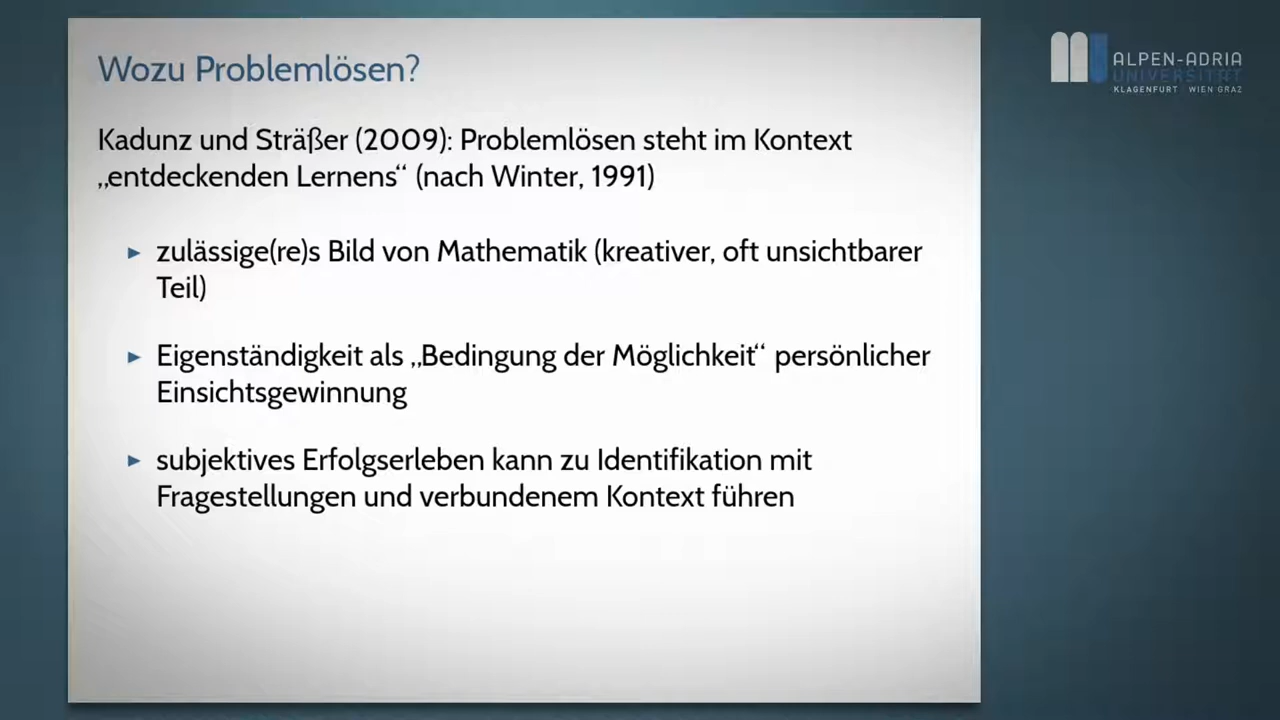 Wozu Problemlösen?
Kadunz und Sträßer (2009): Problemlösen steht im Kontext
„entdeckenden Lernens“ (nach Winter, 1991)
▸ zulässige(re)s Bild von Mathematik (kreativer, oft unsichtbarer
Teil)
▸ Eigenständigkeit als „Bedingung der Möglichkeit“ persönlicher
Einsichtsgewinnung
▸ subjektives Erfolgserleben kann zu Identifikation mit
Fragestellungen und verbundenem Kontext führen
ALPEN-ADRIA
UNIVERSITÄT
KLAGENFURT | WIEN GRAZ